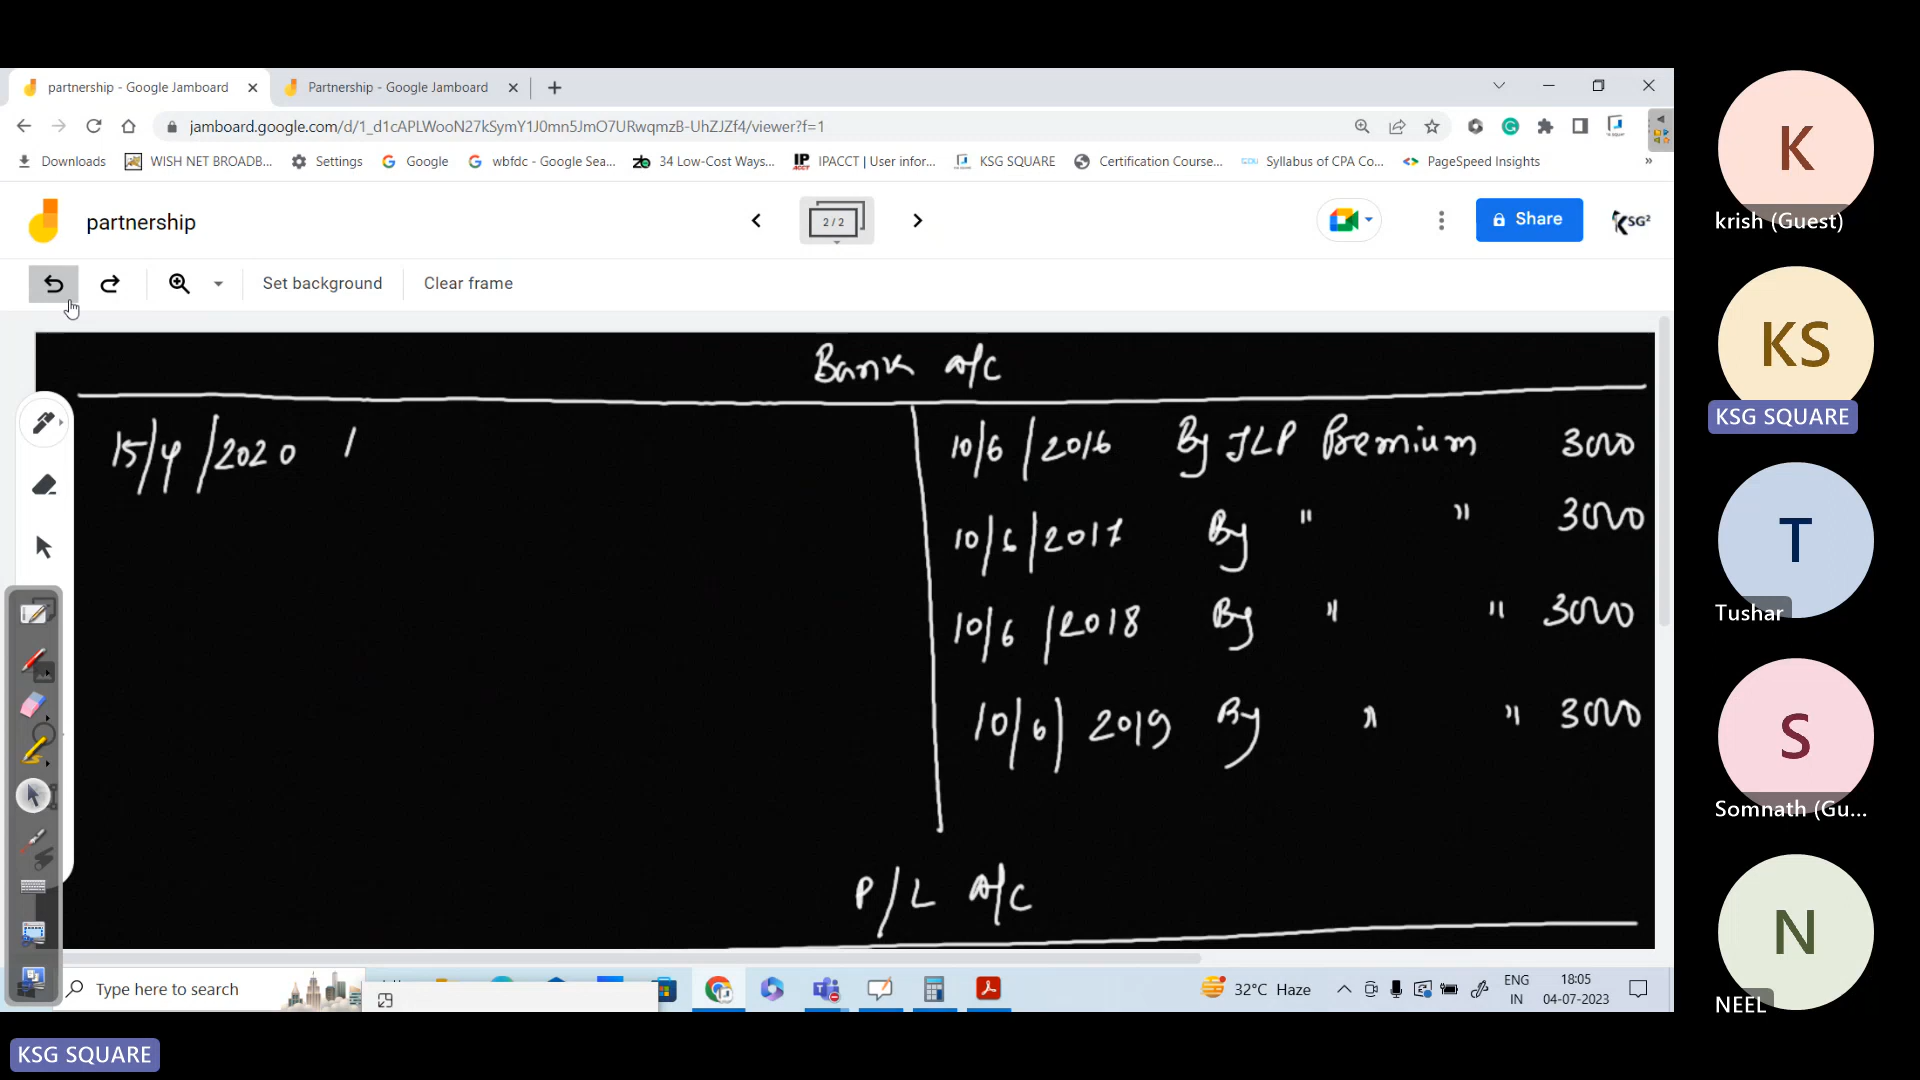 partnership - Google Jamboard
Partnership - Google Jamboard
jamboard.google.com/d/1_d1cAPLWooN27kSymY1J0mn5JmO7URwqmzB-UhZJZf4/viewer?f=1
Downloads WISH NET BROADB... Settings Google wbfdc - Google Sea... 34 Low-Cost Ways... IPACCT | User infor... KSG SQUARE Certification Course... Syllabus of CPA Co... PageSpeed Insights »
partnership
2 / 2
Share
KSG²
Set background Clear frame
Bank A/C
15/4/2020
10/6/2016 By JLP Premium 3000
10/6/2017 By " " 3000
10/6/2018 By " " 3000
10/6/2019 By " " 3000
P/L A/C
Type here to search
32°C Haze
ENG
IN
18:05
04-07-2023
K
krish (Guest)
KS
KSG SQUARE
T
Tushar
S
Somnath (Gu...
N
NEEL
KSG SQUARE